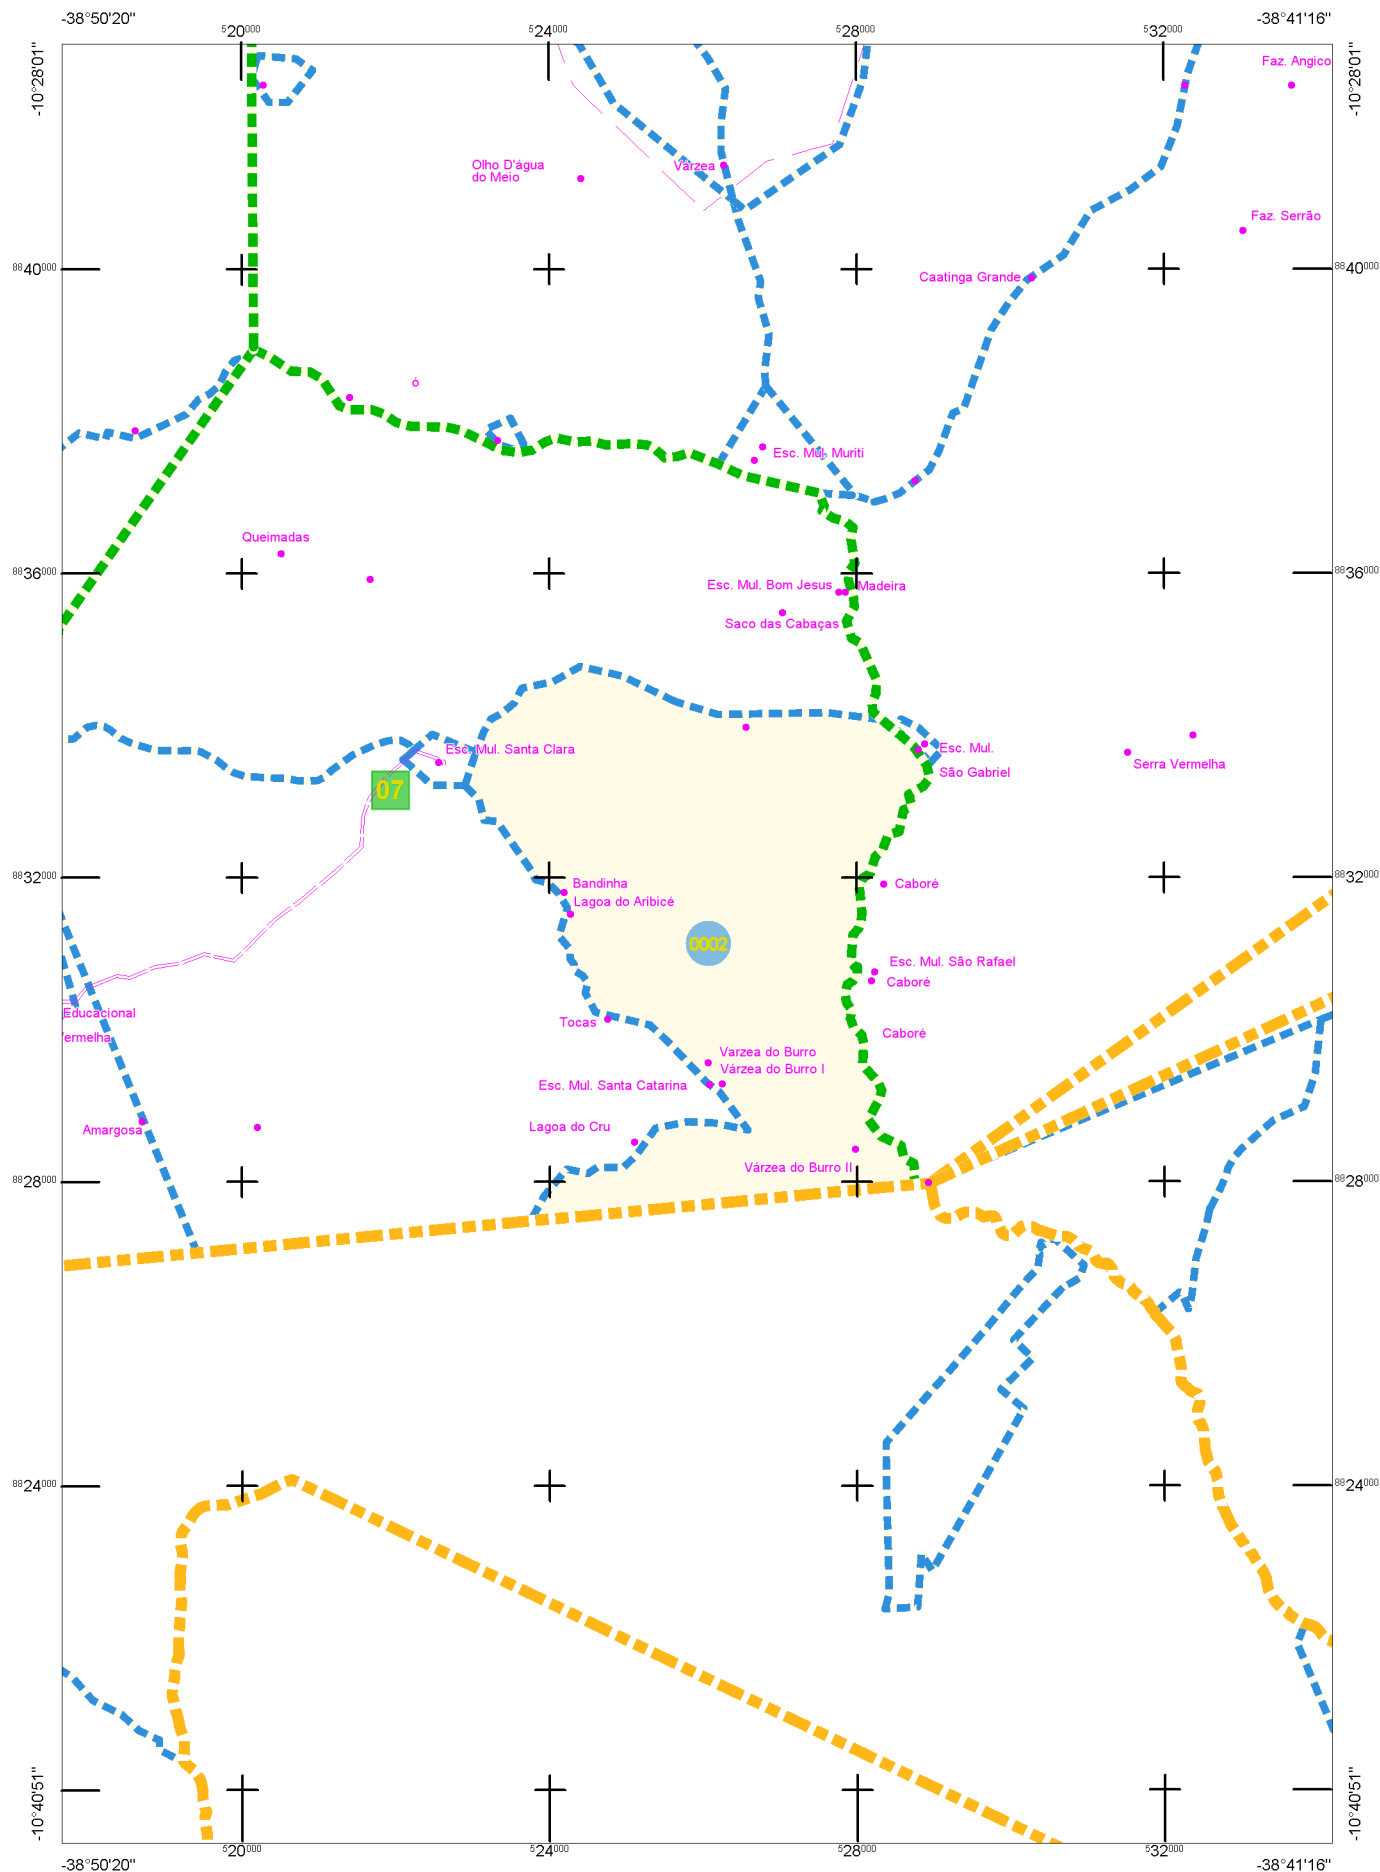 -38°50'20" -38°41'16"
520000 524000 528000 532000
-10°28'01" -10°28'01"
Faz. Angico
Olho D'água
do Meio
Várzea
Faz. Serrão
8840000 8840000
Caatinga Grande
ó
Esc. Mul. Muriti
Queimadas
8836000 8836000
Esc. Mul. Bom Jesus Madeira
Saco das Cabaças
Esc. Mul. Santa Clara Esc. Mul.
São Gabriel
Serra Vermelha
07
8832000 8832000
Bandinha Caboré
Lagoa do Aribicé
0002
Esc. Mul. São Rafael
Caboré
Educacional
Tocas
ermelha Caboré
Varzea do Burro
Várzea do Burro I
Esc. Mul. Santa Catarina
Lagoa do Cru
Amargosa
Várzea do Burro II
8828000 8828000
8824000 8824000
-10°40'51" -10°40'51"
520000 524000 528000 532000
-38°50'20" -38°41'16"